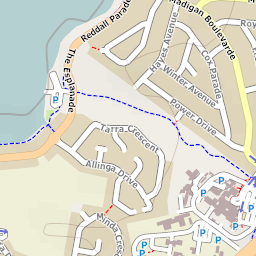 Reddall Parade
Madigan Boulevarde
Hayes Avenue
Cox Parade
Winter Avenue
Power Drive
The Esplanade
P
Tarra Crescent
Allinga Drive
Minda Cre
P
P
P
P
P
P
P